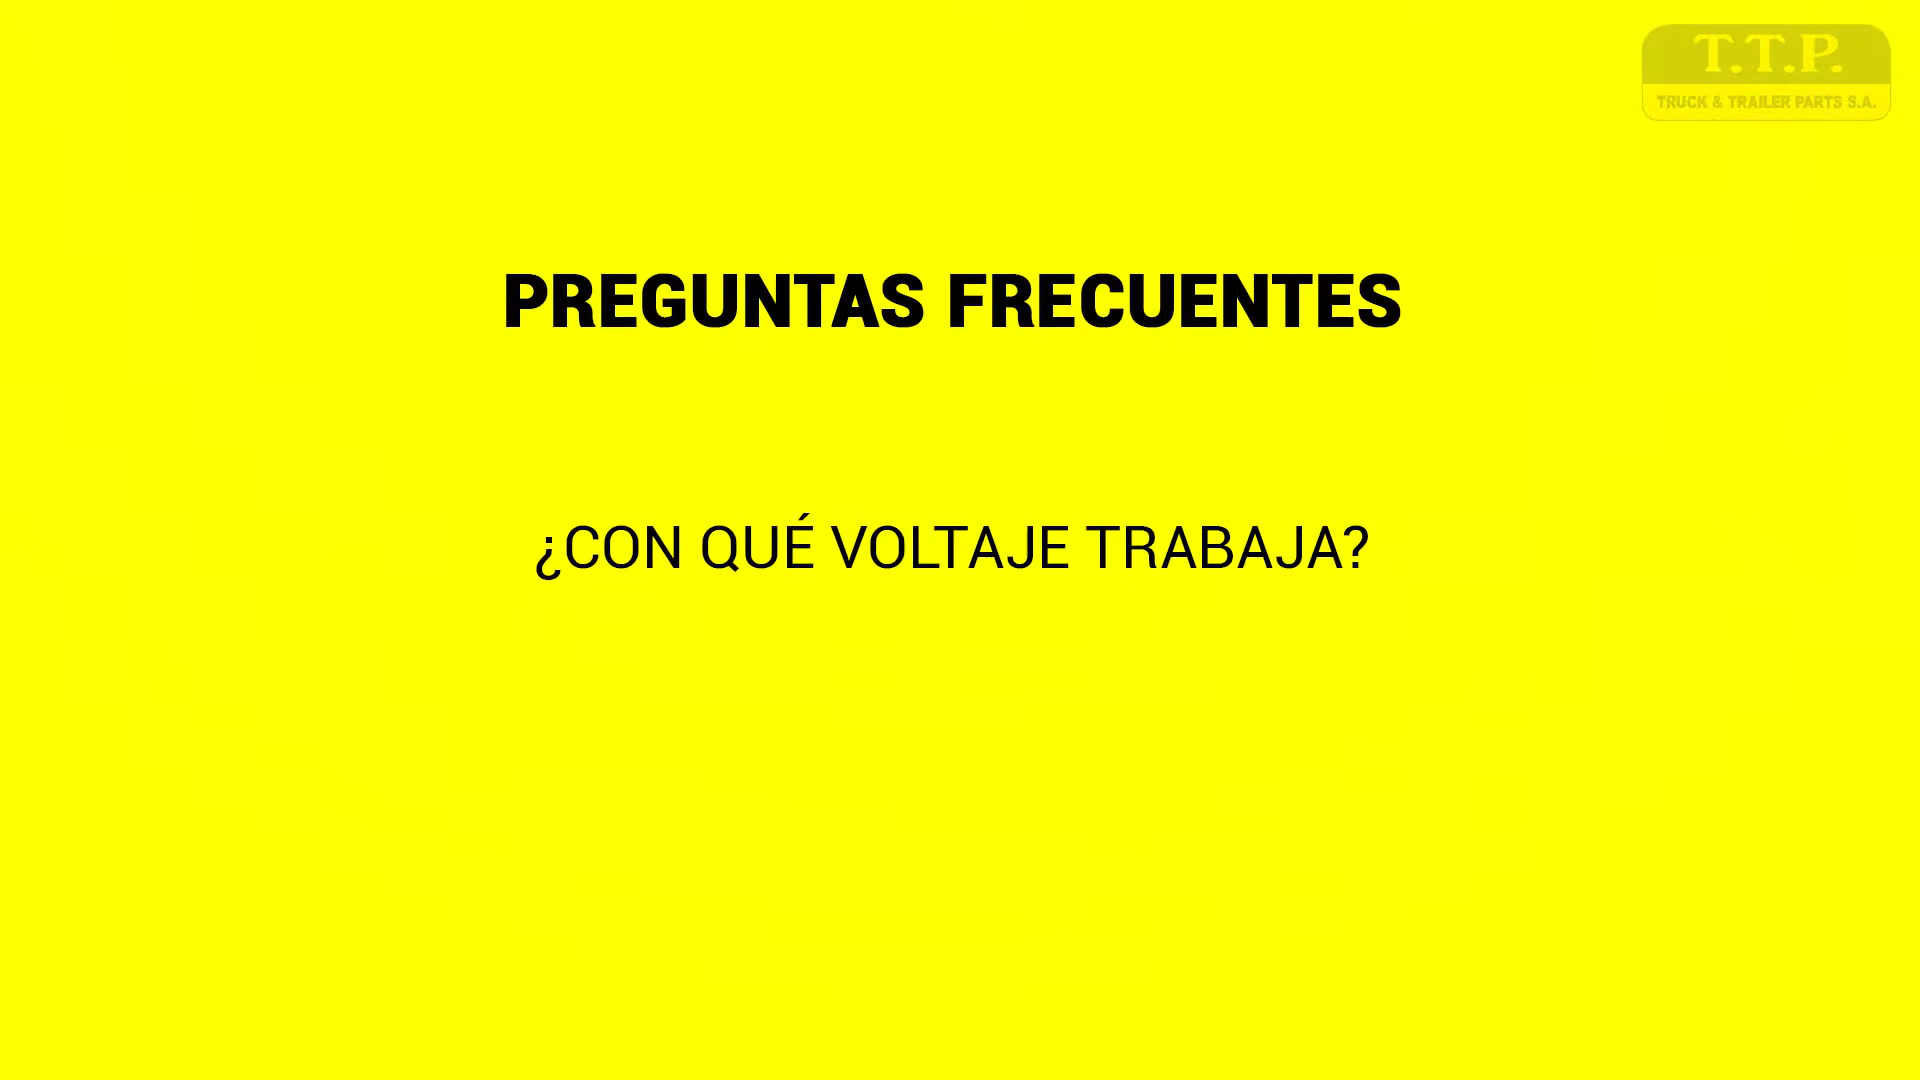 T.T.P.
TRUCK & TRAILER PARTS S.A.
PREGUNTAS FRECUENTES
¿CON QUÉ VOLTAJE TRABAJA?